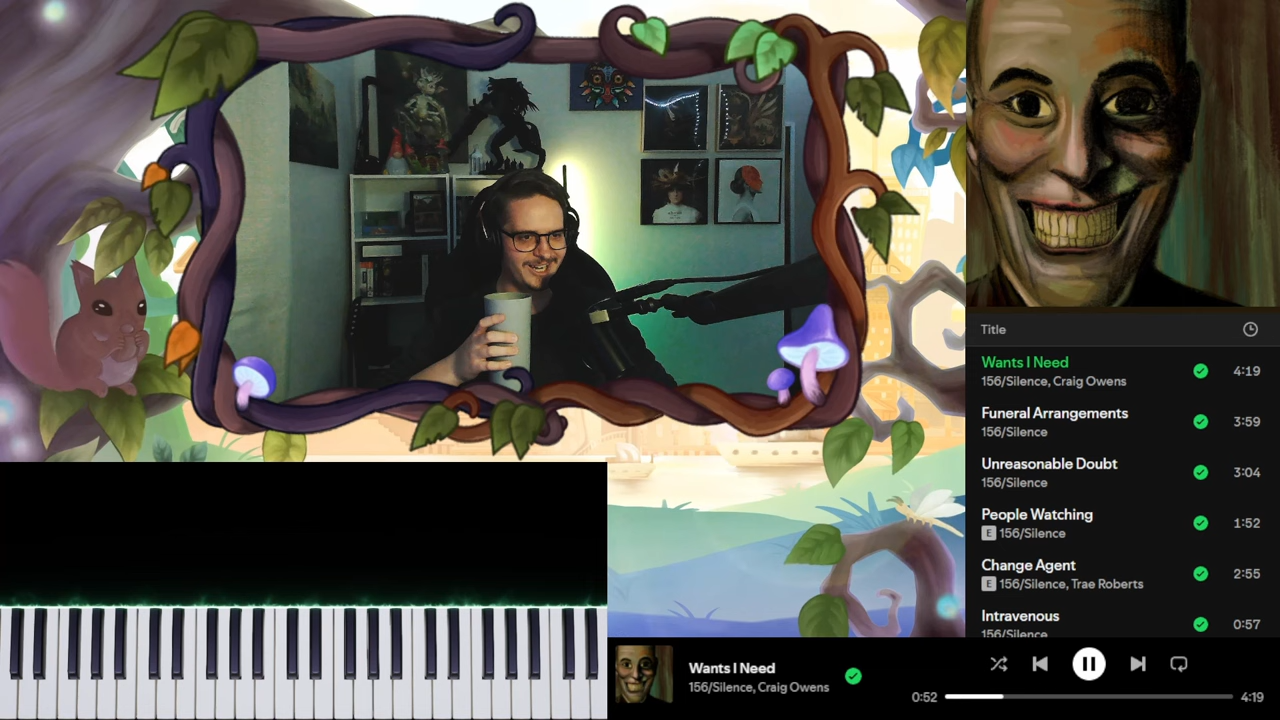 Title
Wants I Need
156/Silence, Craig Owens
4:19
Funeral Arrangements
156/Silence
3:59
Unreasonable Doubt
156/Silence
3:04
People Watching
E 156/Silence
1:52
Change Agent
E 156/Silence, Trae Roberts
2:55
Intravenous
156/Silence
0:57
Wants I Need
156/Silence, Craig Owens
0:52
4:19